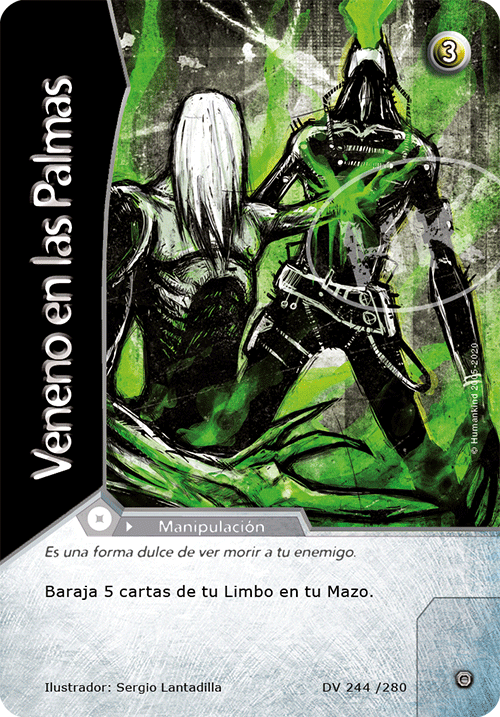 3
Veneno en las Palmas
© Humankind 2005-2020
Manipulación
Es una forma dulce de ver morir a tu enemigo.
Baraja 5 cartas de tu Limbo en tu Mazo.
Ilustrador: Sergio Lantadilla
DV 244 /280